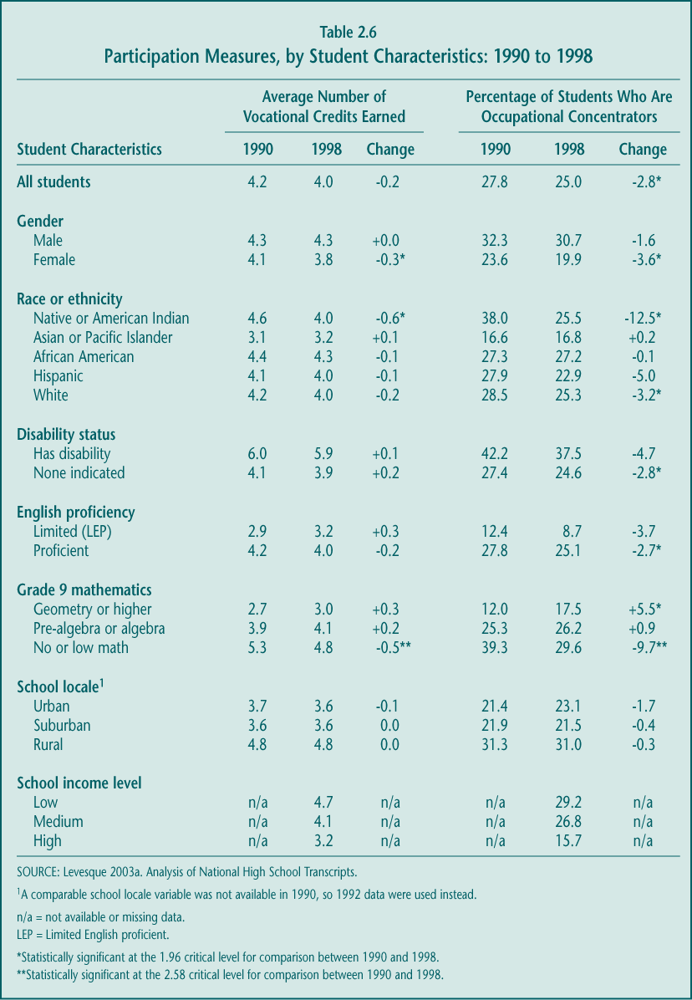 Table 2.6
Participation Measures, by Student Characteristics: 1990 to 1998
Average Number of Vocational Credits Earned Percentage of Students Who Are Occupational Concentrators
Student Characteristics 1990 1998 Change 1990 1998 Change
All students 4.2 4.0 -0.2 27.8 25.0 -2.8*
Gender
Male 4.3 4.3 +0.0 32.3 30.7 -1.6
Female 4.1 3.8 -0.3* 23.6 19.9 -3.6*
Race or ethnicity
Native or American Indian 4.6 4.0 -0.6* 38.0 25.5 -12.5*
Asian or Pacific Islander 3.1 3.2 +0.1 16.6 16.8 +0.2
African American 4.4 4.3 -0.1 27.3 27.2 -0.1
Hispanic 4.1 4.0 -0.1 27.9 22.9 -5.0
White 4.2 4.0 -0.2 28.5 25.3 -3.2*
Disability status
Has disability 6.0 5.9 +0.1 42.2 37.5 -4.7
None indicated 4.1 3.9 +0.2 27.4 24.6 -2.8*
English proficiency
Limited (LEP) 2.9 3.2 +0.3 12.4 8.7 -3.7
Proficient 4.2 4.0 -0.2 27.8 25.1 -2.7*
Grade 9 mathematics
Geometry or higher 2.7 3.0 +0.3 12.0 17.5 +5.5*
Pre-algebra or algebra 3.9 4.1 +0.2 25.3 26.2 +0.9
No or low math 5.3 4.8 -0.5** 39.3 29.6 -9.7**
School locale1
Urban 3.7 3.6 -0.1 21.4 23.1 -1.7
Suburban 3.6 3.6 0.0 21.9 21.5 -0.4
Rural 4.8 4.8 0.0 31.3 31.0 -0.3
School income level
Low n/a 4.7 n/a n/a 29.2 n/a
Medium n/a 4.1 n/a n/a 26.8 n/a
High n/a 3.2 n/a n/a 15.7 n/a
SOURCE: Levesque 2003a. Analysis of National High School Transcripts.
1A comparable school locale variable was not available in 1990, so 1992 data were used instead.
n/a = not available or missing data.
LEP = Limited English proficient.
*Statistically significant at the 1.96 critical level for comparison between 1990 and 1998.
**Statistically significant at the 2.58 critical level for comparison between 1990 and 1998.